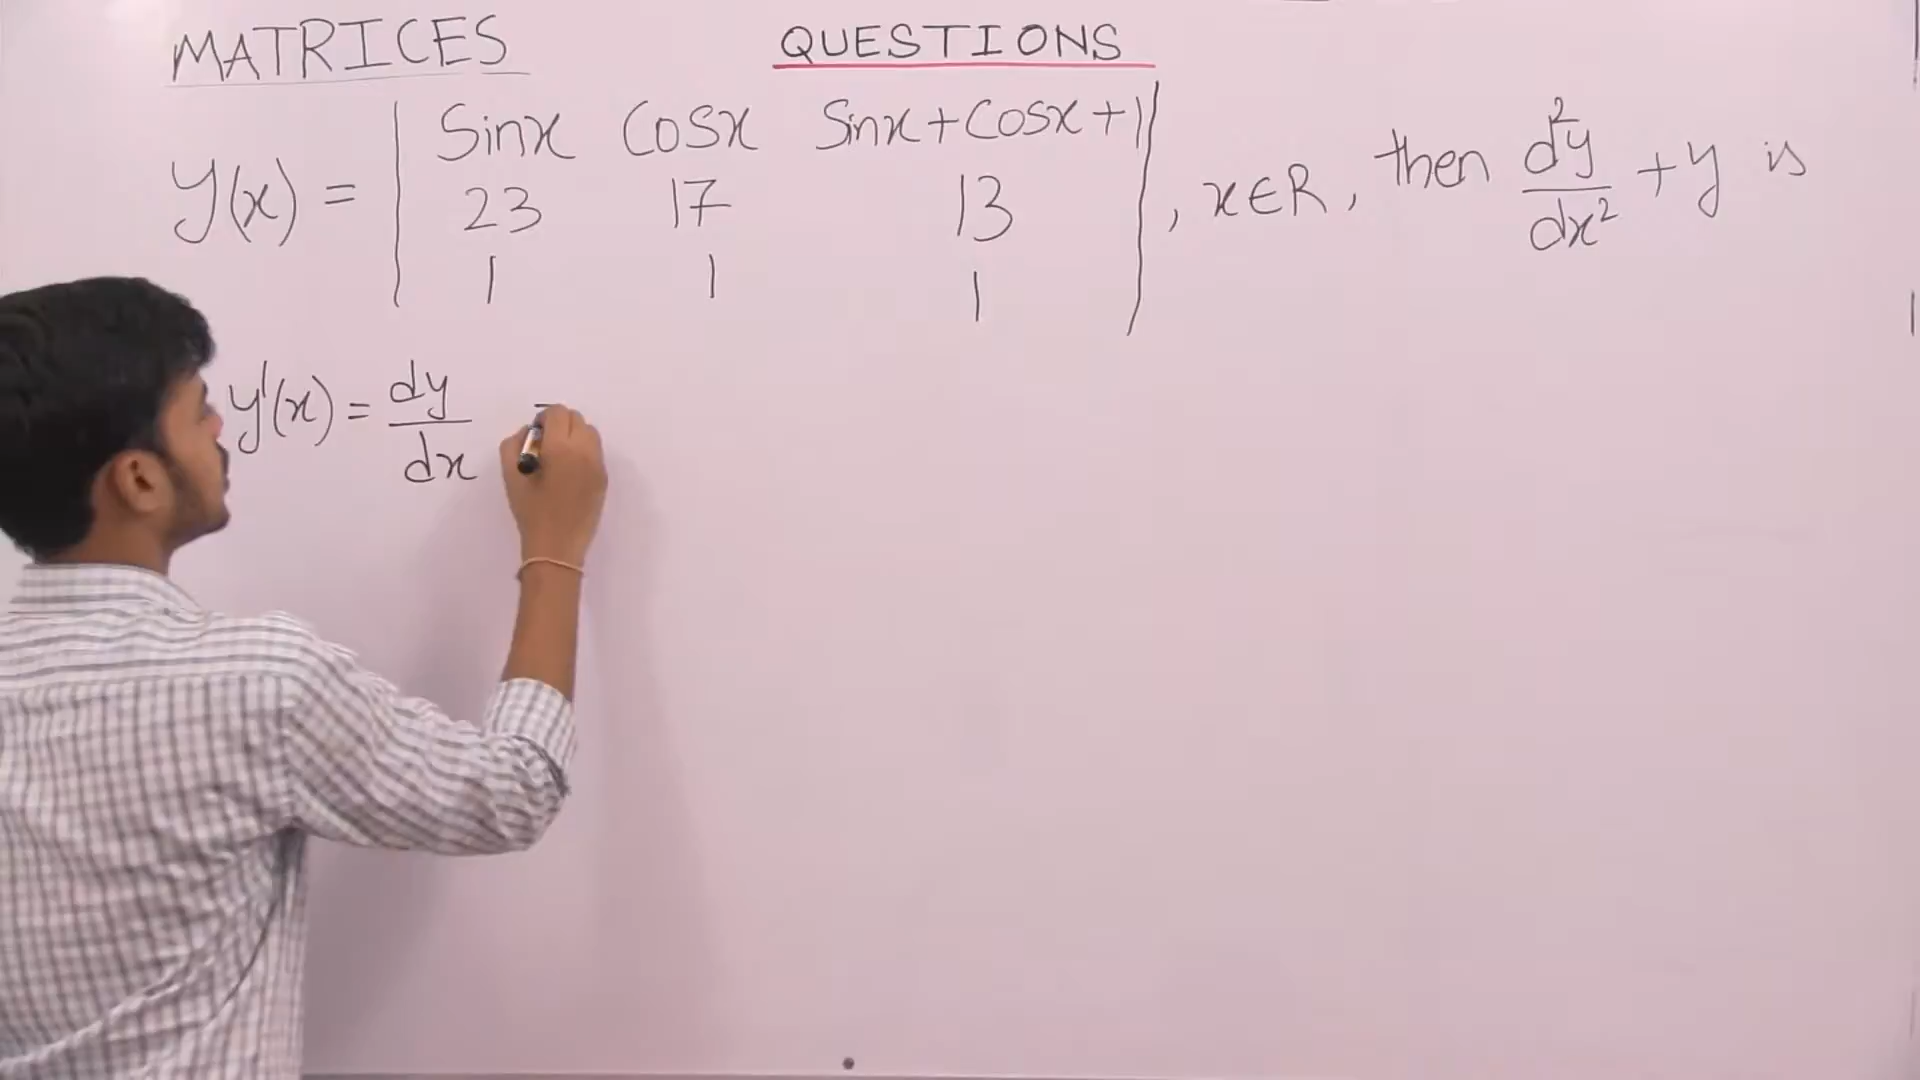 MATRICES QUESTIONS
Y(x) = | Sinx Cosx Sinx+Cosx+1 |
| 23 17 13 | , x∈R, then d²y/dx² + y is
| 1 1 1 |
y'(x) = dy/dx =